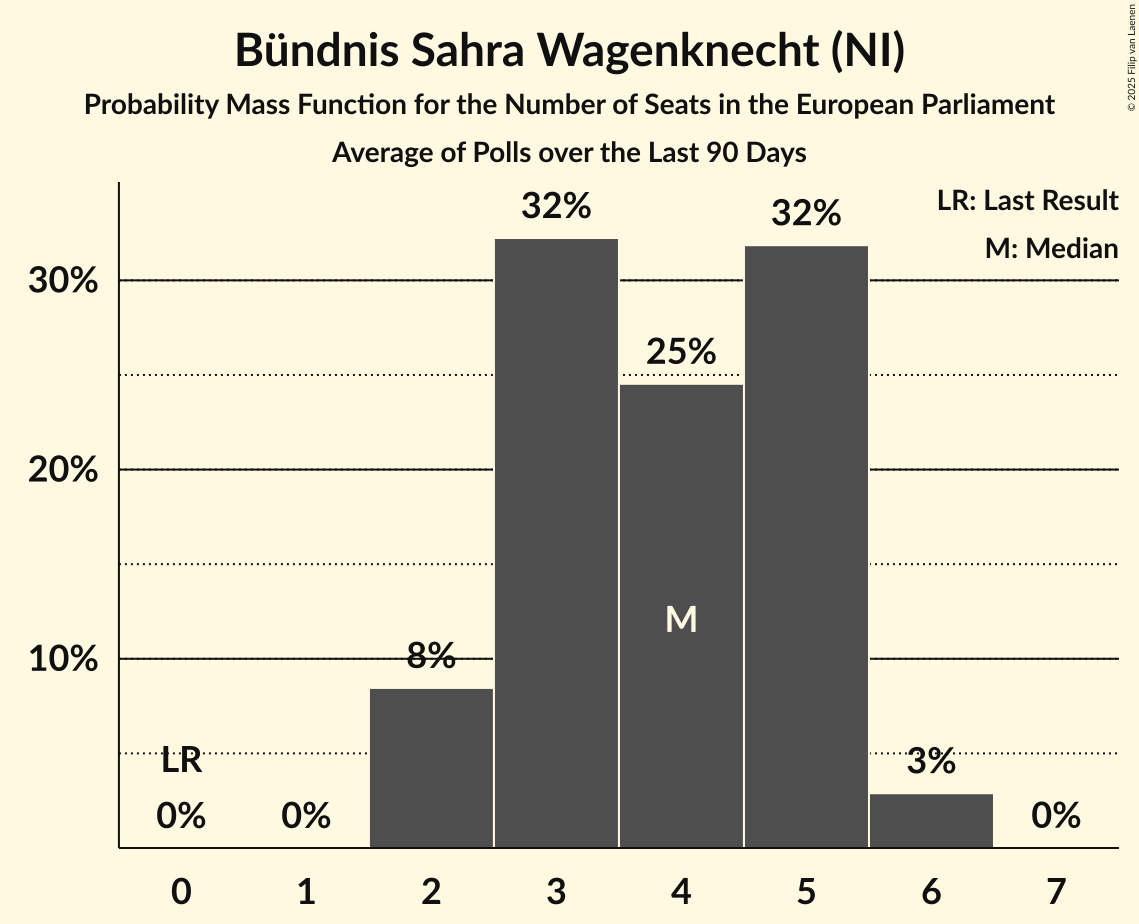 Bündnis Sahra Wagenknecht (NI)
Probability Mass Function for the Number of Seats in the European Parliament
Average of Polls over the Last 90 Days
© 2025 Filip van Laenen
LR: Last Result
M: Median
32%
32%
30%
25%
20%
M
10%
8%
LR
3%
0%
0%
0%
0 1 2 3 4 5 6 7